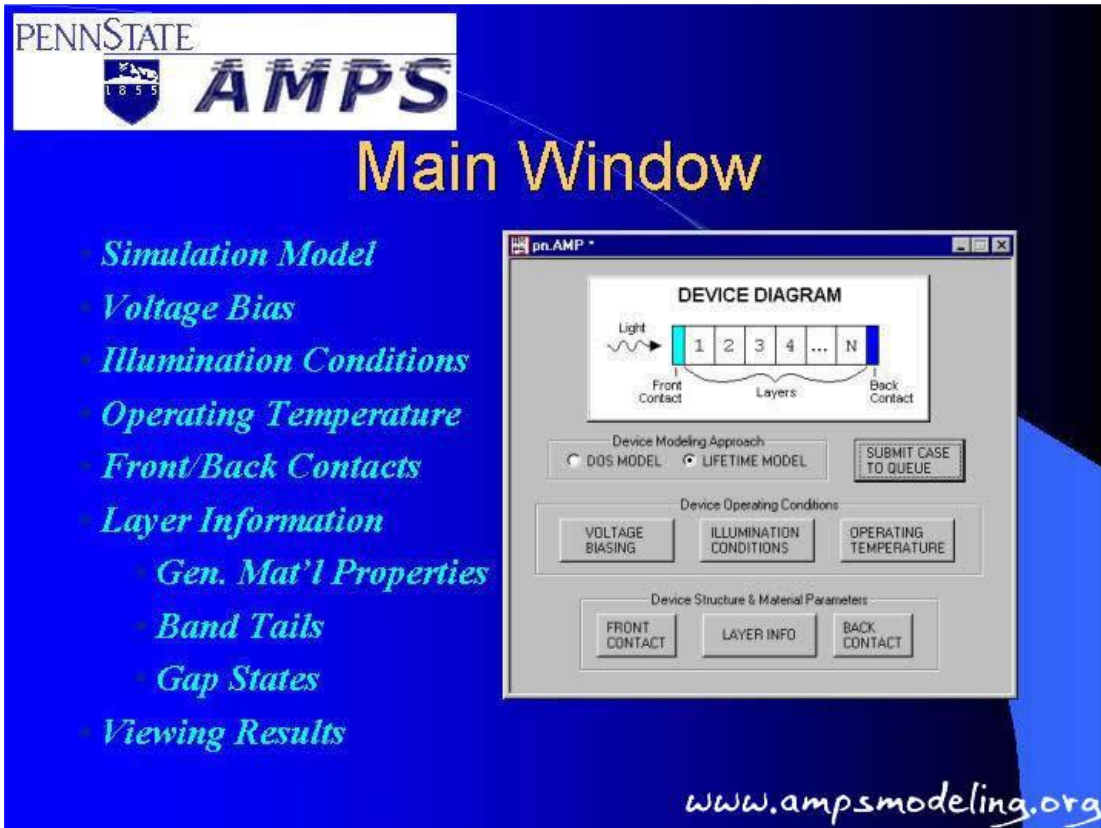 PENNSTATE
1855
AMPS
Main Window
• Simulation Model
• Voltage Bias
• Illumination Conditions
• Operating Temperature
• Front/Back Contacts
• Layer Information
• Gen. Mat'l Properties
• Band Tails
• Gap States
• Viewing Results
pn.AMP *
DEVICE DIAGRAM
Light
1 2 3 4 ... N
Front
Contact
Layers
Back
Contact
Device Modeling Approach
DOS MODEL LIFETIME MODEL
SUBMIT CASE
TO QUEUE
Device Operating Conditions
VOLTAGE
BIASING
ILLUMINATION
CONDITIONS
OPERATING
TEMPERATURE
Device Structure & Material Parameters
FRONT
CONTACT
LAYER INFO
BACK
CONTACT
www.ampsmodeling.org